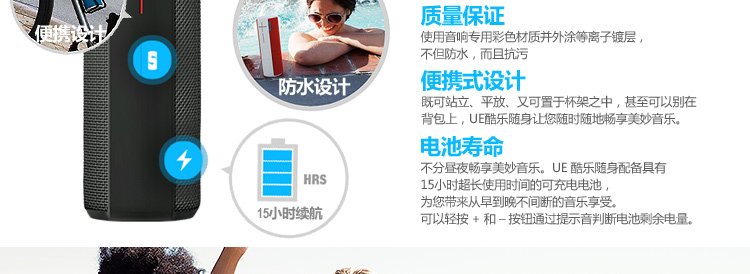 便携设计
防水设计
HRS
15小时续航
质量保证
使用音响专用彩色材质并外涂等离子镀层，
不但防水，而且抗污
便携式设计
既可站立、平放、又可置于杯架之中，甚至可以别在
背包上，UE酷乐随身让您随时随地畅享美妙音乐。
电池寿命
不分昼夜畅享美妙音乐。UE 酷乐随身配备具有
15小时超长使用时间的可充电电池，
为您带来从早到晚不间断的音乐享受。
可以轻按 + 和 – 按钮通过提示音判断电池剩余电量。